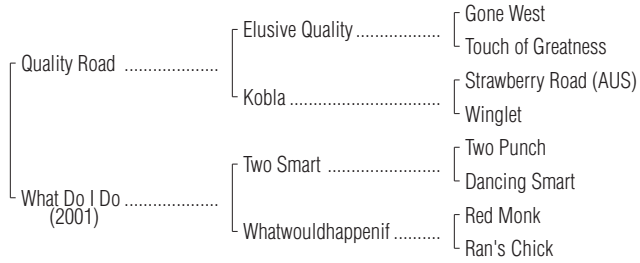 Gone West
Elusive Quality ..................
Touch of Greatness
Quality Road ....................
Strawberry Road (AUS)
Kobla ................................
Winglet
Two Punch
Two Smart ........................
Dancing Smart
What Do I Do ....................
(2001)
Red Monk
Whatwouldhappenif ..........
Ran's Chick